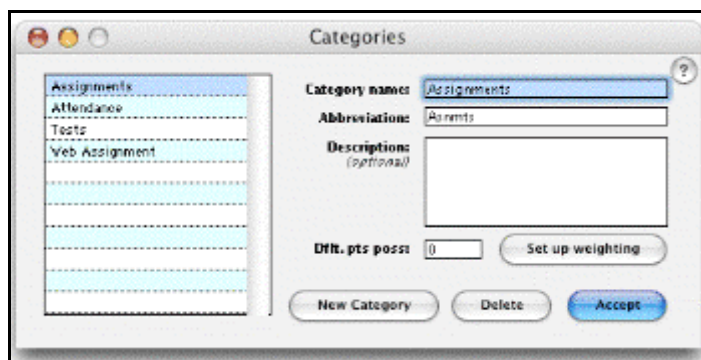 Categories
?
Assignments
Attendance
Tests
Web Assignment
Category name: Assignments
Abbreviation: Asnmts
Description:
(optional)
Dflt. pts poss: 0
Set up weighting
New Category
Delete
Accept